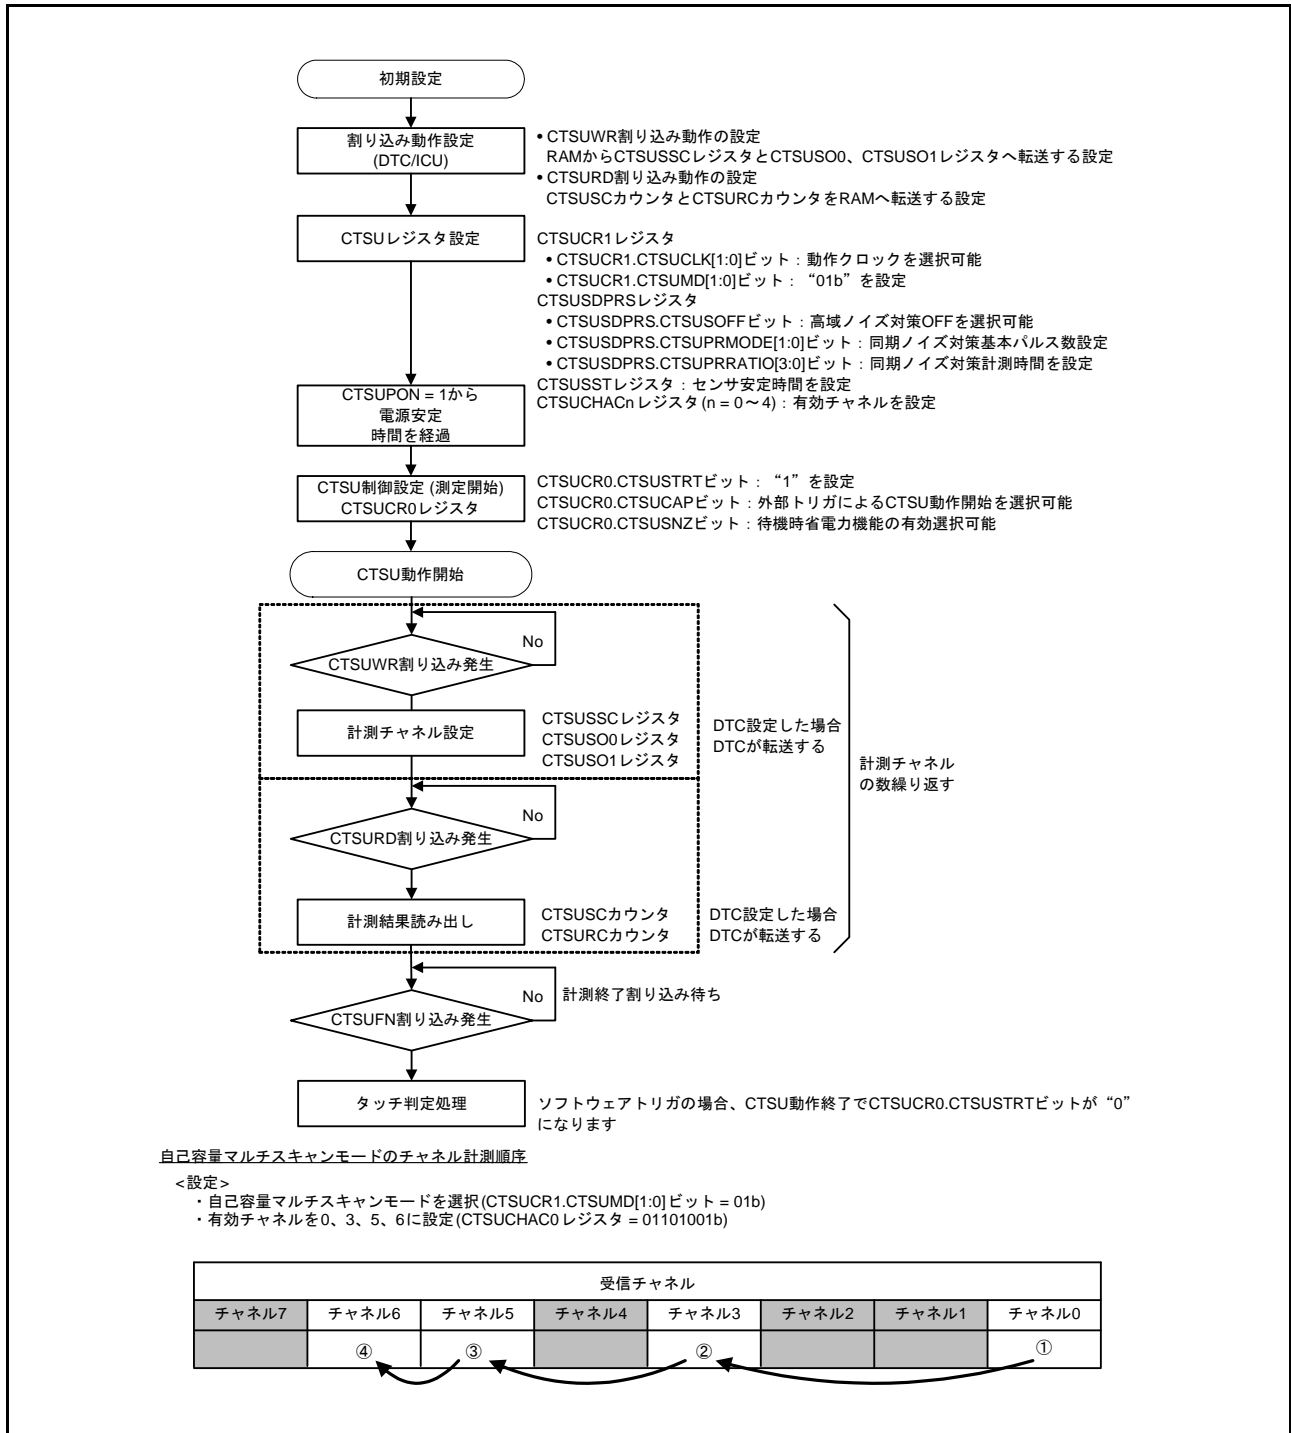 初期設定
割り込み動作設定
(DTC/ICU)
• CTSUWR割り込み動作の設定
RAMからCTSUSSCレジスタとCTSUSO0、CTSUSO1レジスタへ転送する設定
• CTSURD割り込み動作の設定
CTSUSCカウンタとCTSURCカウンタをRAMへ転送する設定
CTSUレジスタ設定
CTSUCR1レジスタ
• CTSUCR1.CTSUCLK[1:0]ビット：動作クロックを選択可能
• CTSUCR1.CTSUMD[1:0]ビット： “01b” を設定
CTSUSDPRSレジスタ
• CTSUSDPRS.CTSUSOFFビット：高域ノイズ対策OFFを選択可能
• CTSUSDPRS.CTSUPRMODE[1:0]ビット：同期ノイズ対策基本パルス数設定
• CTSUSDPRS.CTSUPRRATIO[3:0]ビット：同期ノイズ対策計測時間を設定
CTSUSSTレジスタ：センサ安定時間を設定
CTSUCHACnレジスタ (n = 0～4)：有効チャネルを設定
CTSUPON = 1から
電源安定
時間を経過
CTSU制御設定 (測定開始)
CTSUCR0レジスタ
CTSUCR0.CTSUSTRTビット： “1” を設定
CTSUCR0.CTSUCAPビット：外部トリガによるCTSU動作開始を選択可能
CTSUCR0.CTSUSNZビット：待機時省電力機能の有効選択可能
CTSU動作開始
No
CTSUWR割り込み発生
計測チャネル設定
CTSUSSCレジスタ
CTSUSO0レジスタ
CTSUSO1レジスタ
DTC設定した場合
DTCが転送する
計測チャネル
の数繰り返す
No
CTSURD割り込み発生
計測結果読み出し
CTSUSCカウンタ
CTSURCカウンタ
DTC設定した場合
DTCが転送する
No
計測終了割り込み待ち
CTSUFN割り込み発生
タッチ判定処理
ソフトウェアトリガの場合、CTSU動作終了でCTSUCR0.CTSUSTRTビットが “0”
になります
自己容量マルチスキャンモードのチャネル計測順序
<設定>
・自己容量マルチスキャンモードを選択(CTSUCR1.CTSUMD[1:0]ビット = 01b)
・有効チャネルを0、3、5、6に設定(CTSUCHAC0レジスタ = 01101001b)
受信チャネル
チャネル7 チャネル6 チャネル5 チャネル4 チャネル3 チャネル2 チャネル1 チャネル0
④ ③ ② ①